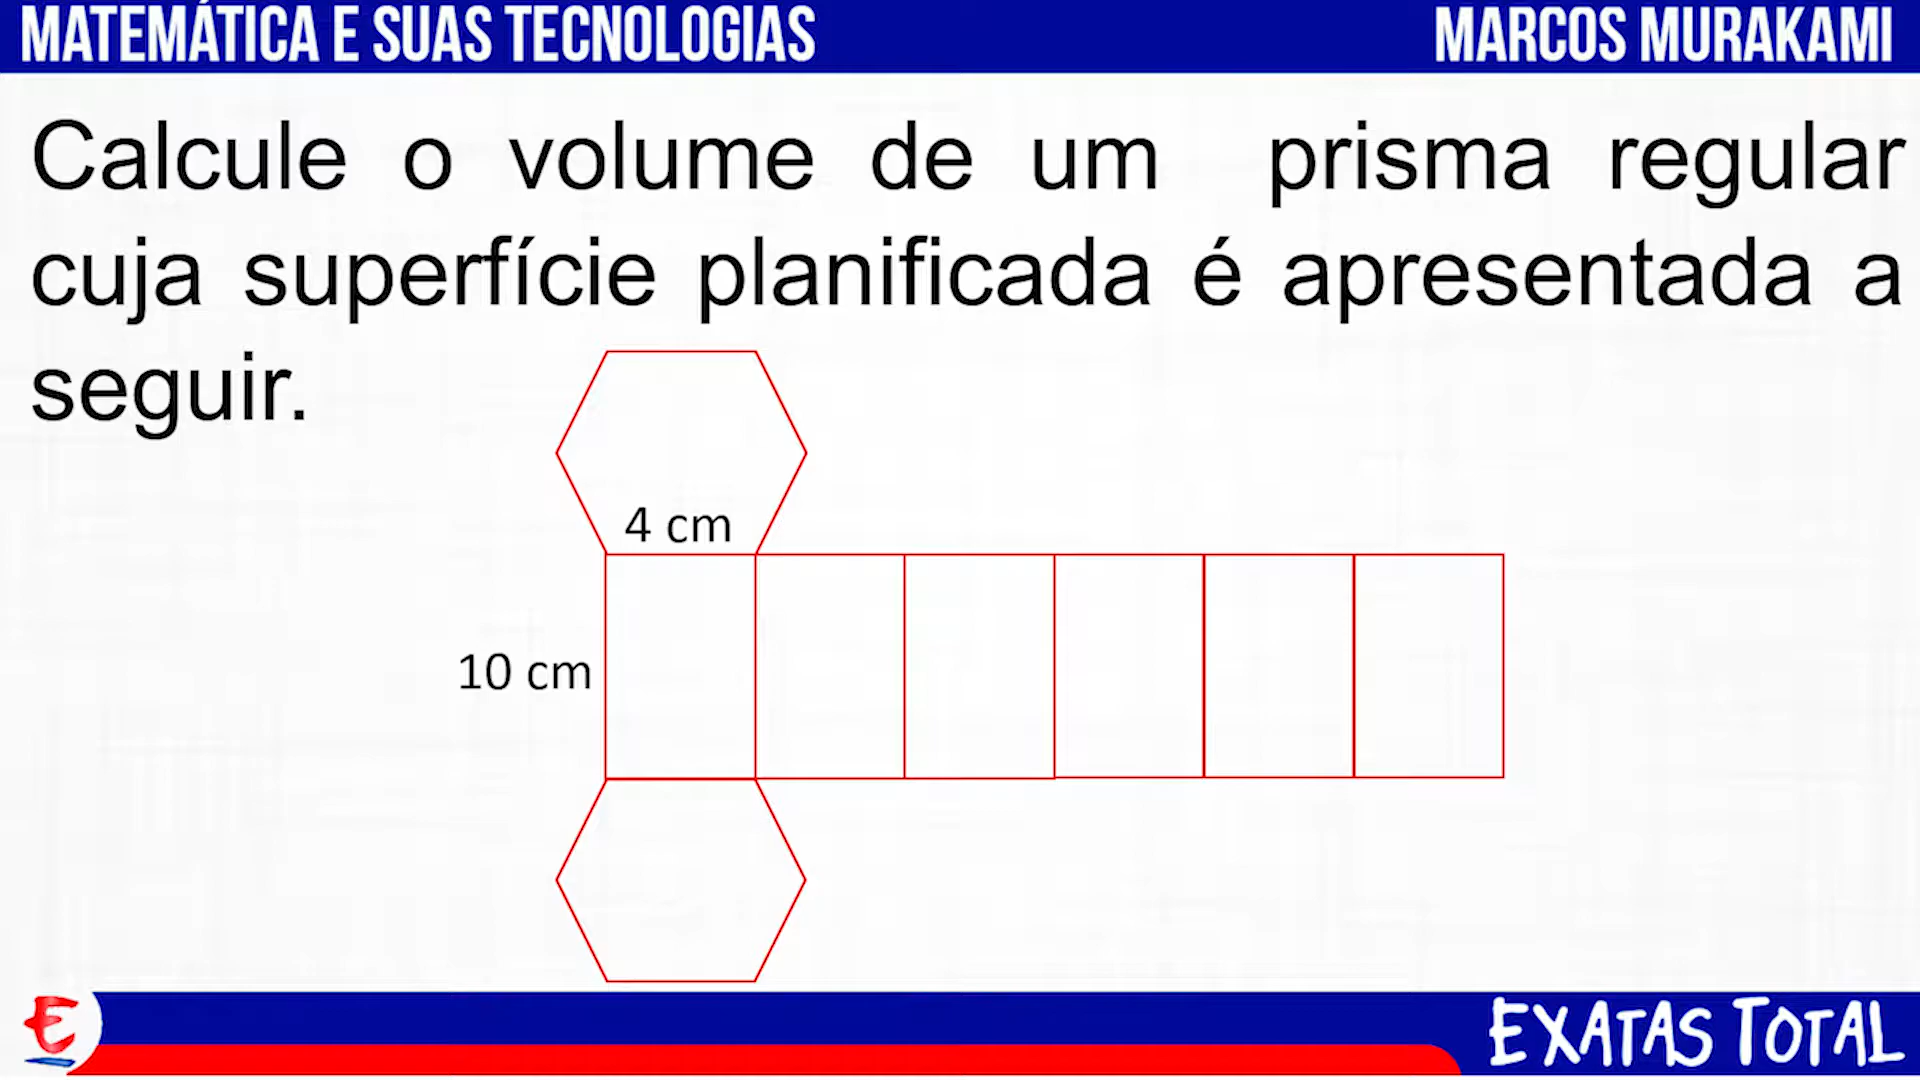 MATEMÁTICA E SUAS TECNOLOGIAS
MARCOS MURAKAMI
Calcule o volume de um prisma regular
cuja superfície planificada é apresentada a
seguir.
4 cm
10 cm
E
EXATAS TOTAL